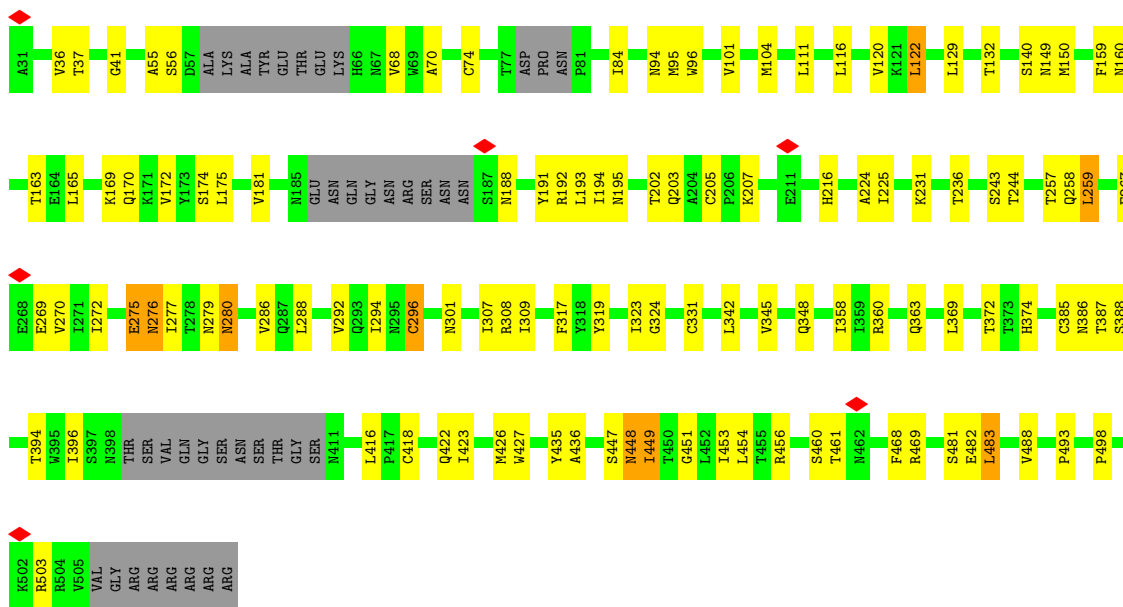 A31 V36 T37 G41 A55 S56 D57 ALA LYS ALA TYR GLU THR GLU LYS H66 N67 V68 W69 A70 C74 T77 ASP PRO ASN P81 I84 N94 M95 W96 V101 M104 L111 L116 V120 K121 L122 L129 T132 S140 N149 M150 F159 N160
T163 E164 L165 K169 Q170 K171 V172 Y173 S174 L175 V181 N185 GLU ASN GLN GLY ASN ARG SER ASN ASN S187 N188 Y191 R192 L193 I194 N195 T202 Q203 A204 C205 P206 K207 E211 H216 A224 I225 K231 T236 S243 T244 T257 Q258 L259
E268 E269 V270 I271 I272 E275 N276 I277 T278 N279 N280 V286 Q287 L288 V292 Q293 I294 N295 C296 N301 I307 R308 I309 F317 Y318 Y319 I323 G324 C331 L342 V345 Q348 I358 I359 R360 Q363 L369 T372 T373 H374 C385 N386 T387 S388
T394 W395 I396 S397 N398 THR SER VAL GLN GLY SER ASN SER THR GLY SER N411 L416 P417 C418 Q422 I423 M426 W427 Y435 A436 S447 N448 I449 T450 G451 L452 I453 L454 T455 R456 S460 T461 N462 F468 R469 S481 E482 L483 V488 P493 P498
K502 R503 R504 V505 VAL GLY ARG ARG ARG ARG ARG ARG